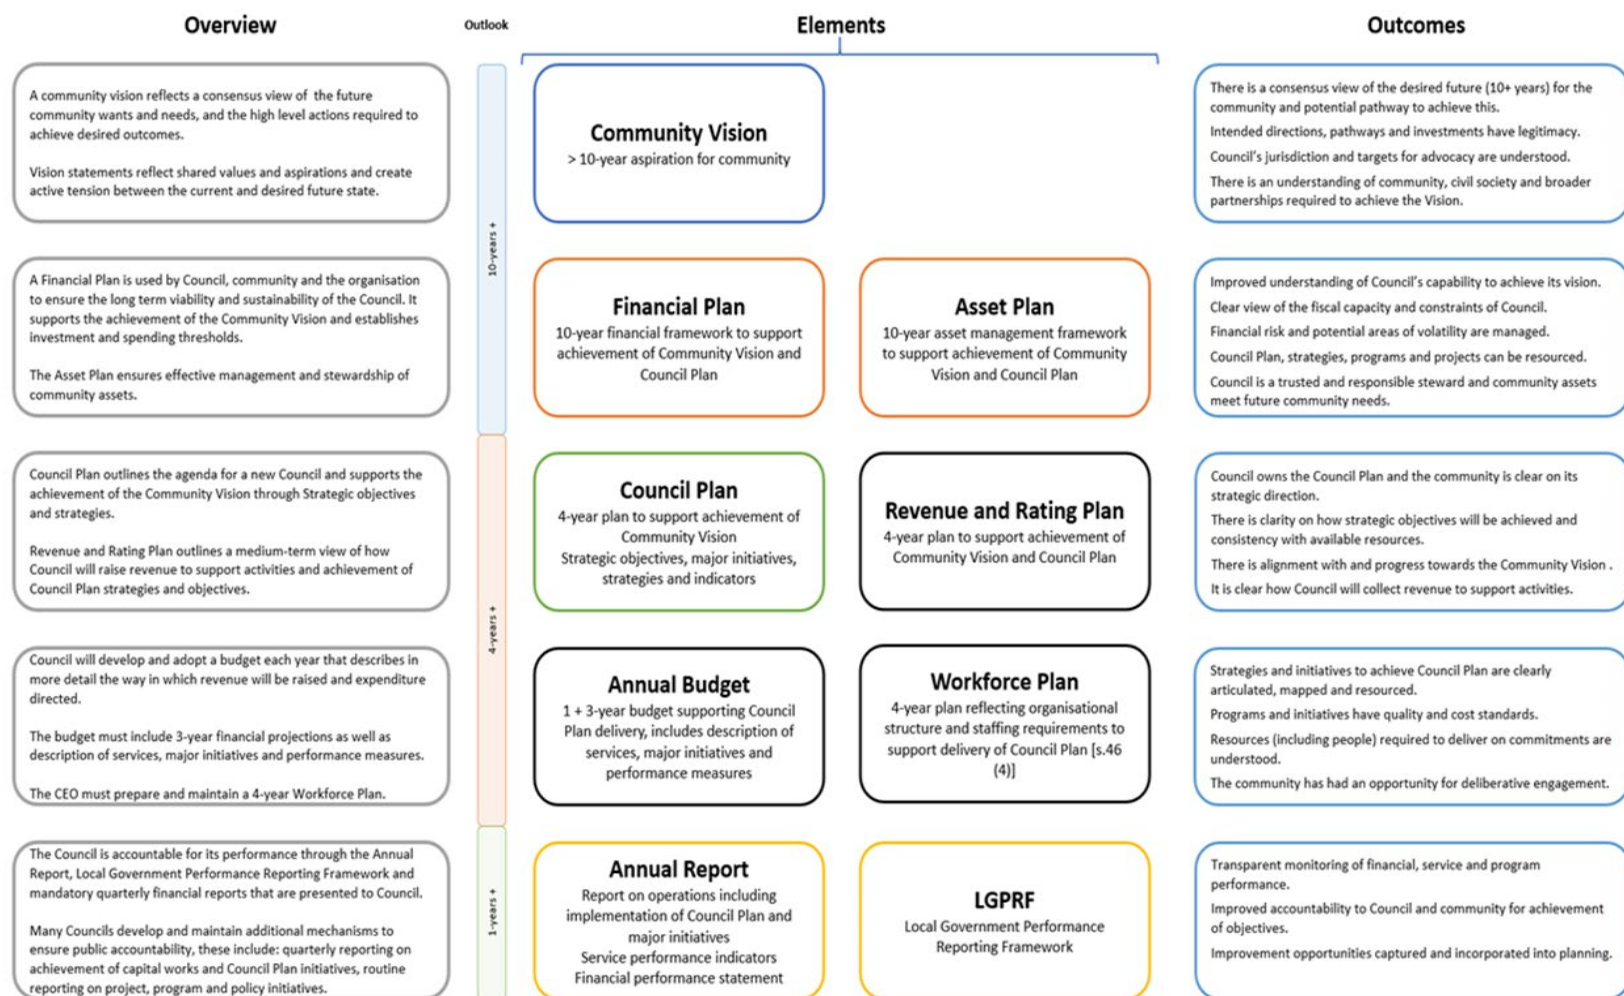 Overview
Outlook
Elements
Outcomes
A community vision reflects a consensus view of the future
community wants and needs, and the high level actions required to
achieve desired outcomes.
Vision statements reflect shared values and aspirations and create
active tension between the current and desired future state.
10-years +
Community Vision
> 10-year aspiration for community
There is a consensus view of the desired future (10+ years) for the
community and potential pathway to achieve this.
Intended directions, pathways and investments have legitimacy.
Council's jurisdiction and targets for advocacy are understood.
There is an understanding of community, civil society and broader
partnerships required to achieve the Vision.
A Financial Plan is used by Council, community and the organisation
to ensure the long term viability and sustainability of the Council. It
supports the achievement of the Community Vision and establishes
investment and spending thresholds.
The Asset Plan ensures effective management and stewardship of
community assets.
Financial Plan
10-year financial framework to support
achievement of Community Vision and
Council Plan
Asset Plan
10-year asset management framework
to support achievement of Community
Vision and Council Plan
Improved understanding of Council's capability to achieve its vision.
Clear view of the fiscal capacity and constraints of Council.
Financial risk and potential areas of volatility are managed.
Council Plan, strategies, programs and projects can be resourced.
Council is a trusted and responsible steward and community assets
meet future community needs.
Council Plan outlines the agenda for a new Council and supports the
achievement of the Community Vision through Strategic objectives
and strategies.
Revenue and Rating Plan outlines a medium-term view of how
Council will raise revenue to support activities and achievement of
Council Plan strategies and objectives.
4-years +
Council Plan
4-year plan to support achievement of
Community Vision
Strategic objectives, major initiatives,
strategies and indicators
Revenue and Rating Plan
4-year plan to support achievement of
Community Vision and Council Plan
Council owns the Council Plan and the community is clear on its
strategic direction.
There is clarity on how strategic objectives will be achieved and
consistency with available resources.
There is alignment with and progress towards the Community Vision .
It is clear how Council will collect revenue to support activities.
Council will develop and adopt a budget each year that describes in
more detail the way in which revenue will be raised and expenditure
directed.
The budget must include 3-year financial projections as well as
description of services, major initiatives and performance measures.
The CEO must prepare and maintain a 4-year Workforce Plan.
Annual Budget
1 + 3-year budget supporting Council
Plan delivery, includes description of
services, major initiatives and
performance measures
Workforce Plan
4-year plan reflecting organisational
structure and staffing requirements to
support delivery of Council Plan [s.46
(4)]
Strategies and initiatives to achieve Council Plan are clearly
articulated, mapped and resourced.
Programs and initiatives have quality and cost standards.
Resources (including people) required to deliver on commitments are
understood.
The community has had an opportunity for deliberative engagement.
The Council is accountable for its performance through the Annual
Report, Local Government Performance Reporting Framework and
mandatory quarterly financial reports that are presented to Council.
Many Councils develop and maintain additional mechanisms to
ensure public accountability, these include: quarterly reporting on
achievement of capital works and Council Plan initiatives, routine
reporting on project, program and policy initiatives.
1-years +
Annual Report
Report on operations including
implementation of Council Plan and
major initiatives
Service performance indicators
Financial performance statement
LGPRF
Local Government Performance
Reporting Framework
Transparent monitoring of financial, service and program
performance.
Improved accountability to Council and community for achievement
of objectives.
Improvement opportunities captured and incorporated into planning.